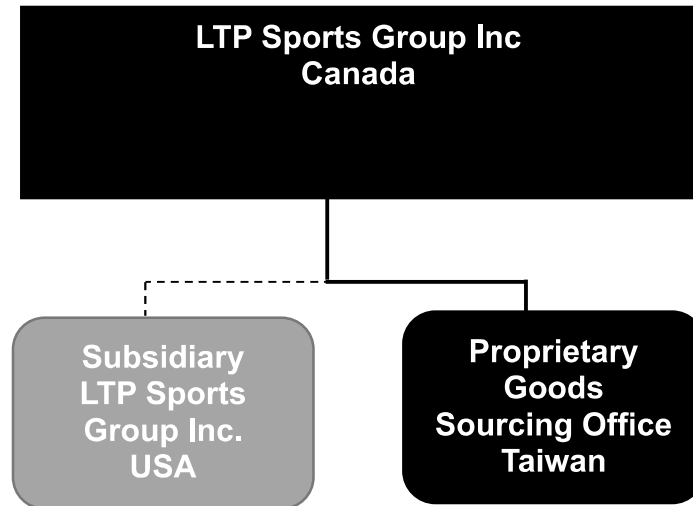 LTP Sports Group Inc
Canada
Subsidiary
LTP Sports
Group Inc.
USA
Proprietary
Goods
Sourcing Office
Taiwan